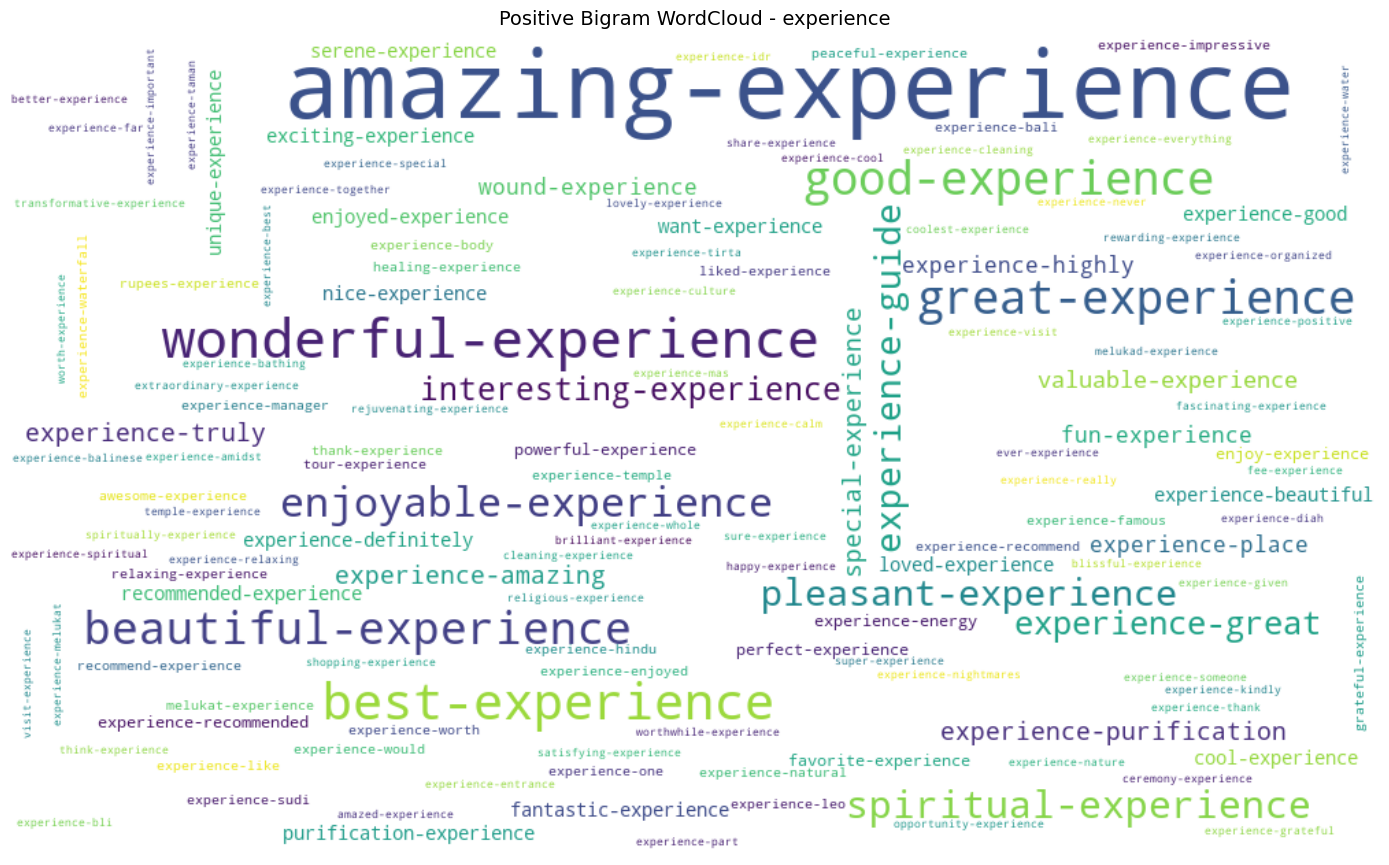 Positive Bigram WordCloud - experience
serene-experience
experience-idr
peaceful-experience
experience-impressive
amazing-experience
better-experience
experience-important
experience-taman
unique-experience
experience-water
experience-far
exciting-experience
share-experience
experience-bali
experience-everything
experience-cleaning
experience-cool
experience-special
good-experience
experience-together
wound-experience
transformative-experience
lovely-experience
experience-never
enjoyed-experience
want-experience
experience-good
experience-best
experience-guide
coolest-experience
rewarding-experience
experience-body
experience-tirta
experience-organized
experience-waterfall
healing-experience
liked-experience
experience-highly
worth-experience
rupees-experience
nice-experience
experience-culture
great-experience
experience-positive
special-experience
experience-visit
wonderful-experience
melukad-experience
experience-bathing
experience-mas
extraordinary-experience
interesting-experience
valuable-experience
experience-manager
rejuvenating-experience
fascinating-experience
experience-truly
experience-calm
fun-experience
thank-experience
powerful-experience
ever-experience
enjoy-experience
experience-balinese
experience-amidst
tour-experience
fee-experience
experience-temple
experience-really
awesome-experience
enjoyable-experience
experience-beautiful
temple-experience
experience-famous
experience-diah
experience-whole
spiritually-experience
experience-definitely
brilliant-experience
sure-experience
experience-recommend
experience-place
experience-spiritual
experience-relaxing
cleaning-experience
happy-experience
loved-experience
blissful-experience
relaxing-experience
experience-amazing
experience-given
recommended-experience
religious-experience
pleasant-experience
grateful-experience
experience-melukat
visit-experience
beautiful-experience
experience-energy
experience-great
experience-hindu
perfect-experience
recommend-experience
shopping-experience
super-experience
experience-enjoyed
experience-nightmares
experience-someone
experience-kindly
best-experience
melukat-experience
experience-thank
experience-recommended
experience-worth
worthwhile-experience
experience-purification
think-experience
experience-would
satisfying-experience
favorite-experience
experience-nature
cool-experience
experience-like
experience-one
experience-natural
ceremony-experience
experience-entrance
experience-sudi
fantastic-experience
experience-leo
spiritual-experience
amazed-experience
experience-bli
opportunity-experience
experience-grateful
purification-experience
experience-part